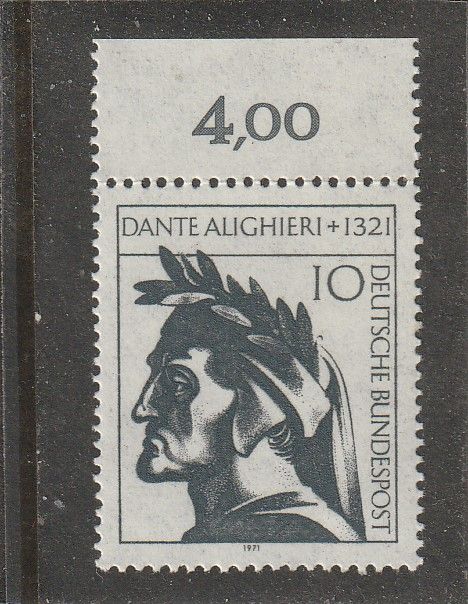 4,00
DANTE ALIGHIERI + 1321
10
DEUTSCHE BUNDESPOST
1971